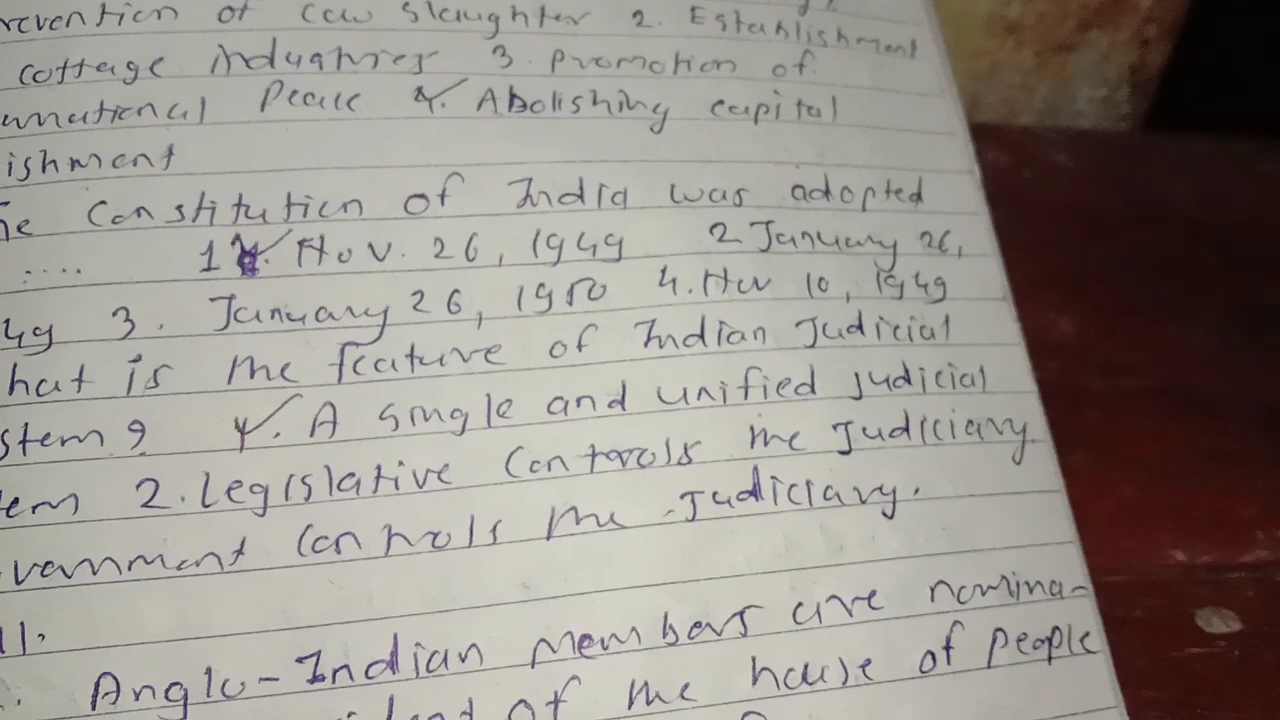 revention of cow slaughter 2. Establishment
cottage industries 3. promotion of
rnational Peace 4. Abolishing capital
ishment
he constitution of India was adopted
.... 1. Nov. 26, 1949 2 January 26,
49 3. January 26, 1950 4. Nov 10, 1949
hat is the feature of Indian Judicial
stem ? 1. A single and unified judicial
em 2. Legislative controls the Judiciary
vernment controls the Judiciary.
11.
Anglo-Indian members are nomina-
of the house of people